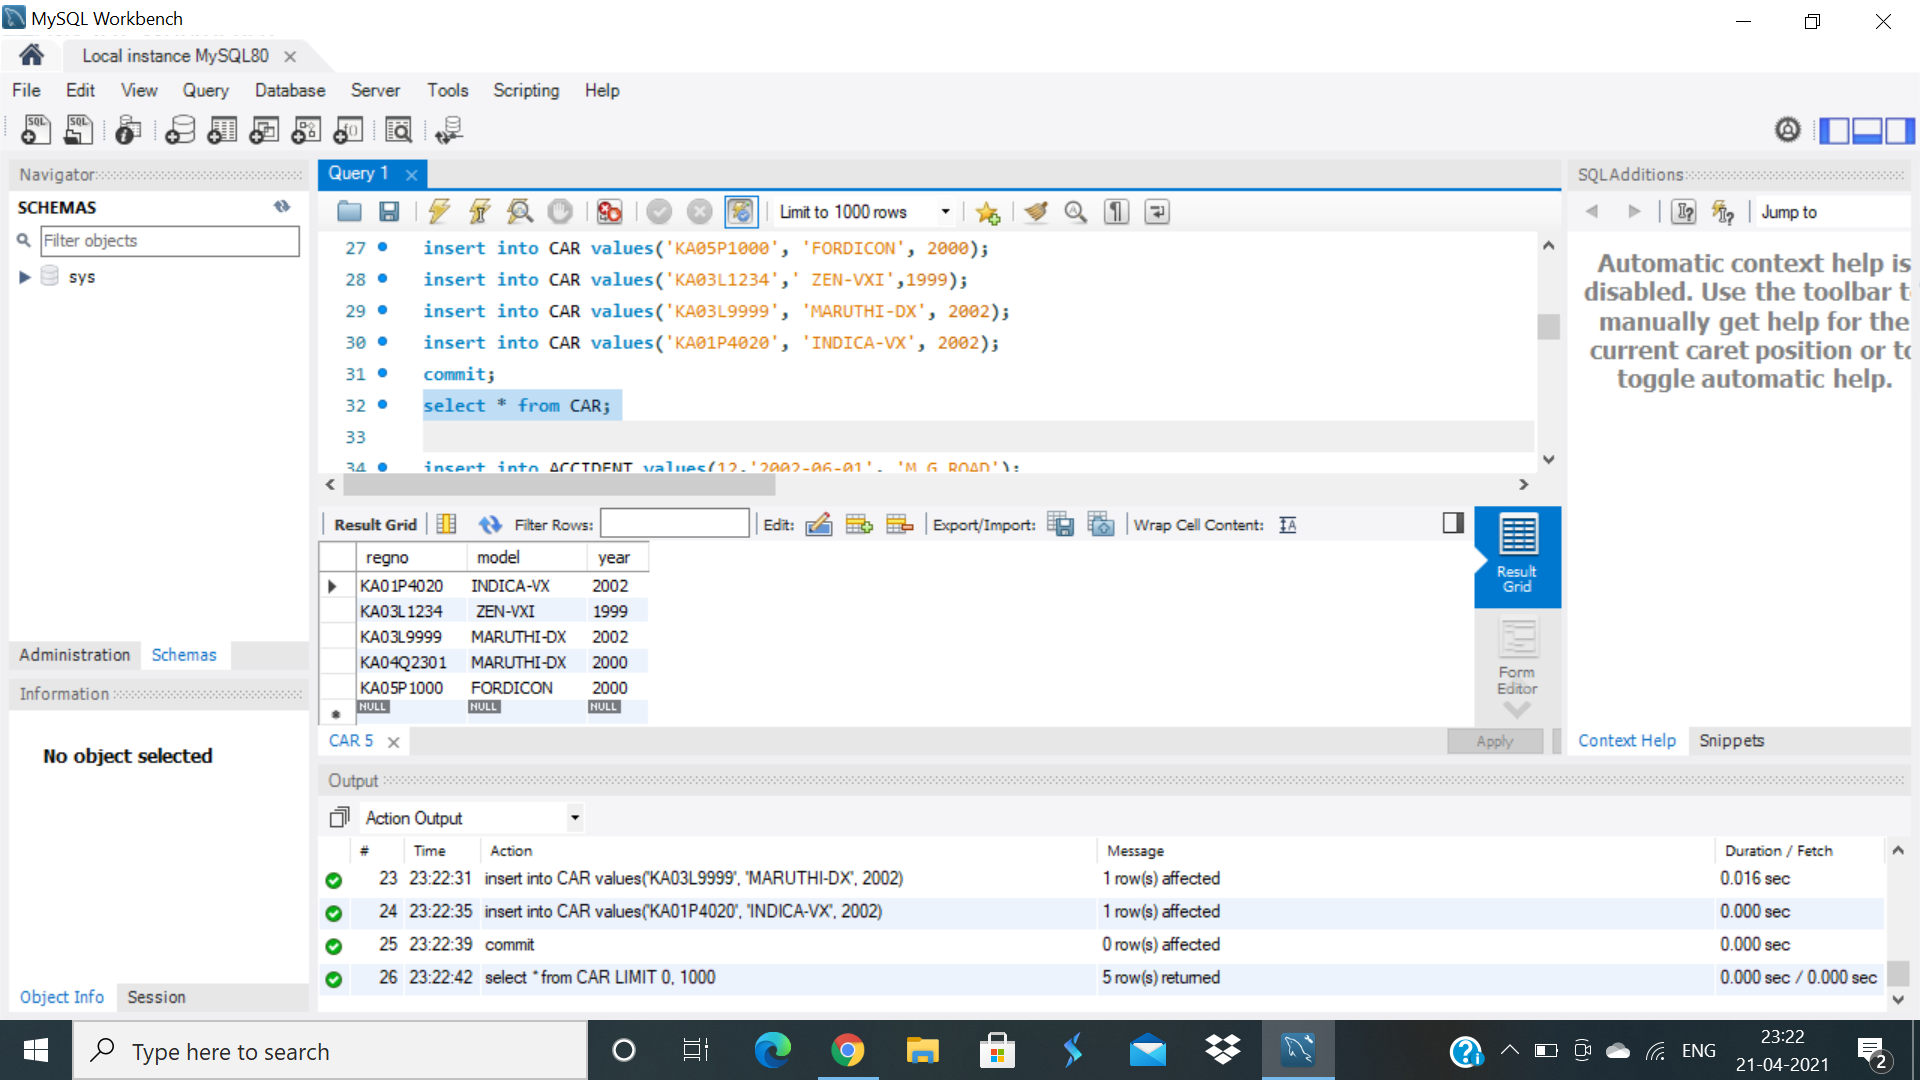 MySQL Workbench
Local instance MySQL80
File Edit View Query Database Server Tools Scripting Help
Navigator
SCHEMAS
Filter objects
sys
Administration Schemas
Information
No object selected
Object Info Session
Query 1
Limit to 1000 rows
27 insert into CAR values('KA05P1000', 'FORDICON', 2000);
28 insert into CAR values('KA03L1234',' ZEN-VXI',1999);
29 insert into CAR values('KA03L9999', 'MARUTHI-DX', 2002);
30 insert into CAR values('KA01P4020', 'INDICA-VX', 2002);
31 commit;
32 select * from CAR;
33
34 insert into ACCIDENT values(12,'2002-06-01', 'M G ROAD');
Result Grid Filter Rows: Edit: Export/Import: Wrap Cell Content:
regno model year
KA01P4020 INDICA-VX 2002
KA03L1234 ZEN-VXI 1999
KA03L9999 MARUTHI-DX 2002
KA04Q2301 MARUTHI-DX 2000
KA05P1000 FORDICON 2000
NULL NULL NULL
Result
Grid
Form
Editor
CAR 5
Apply
SQLAdditions
Jump to
Automatic context help is
disabled. Use the toolbar t
manually get help for the
current caret position or to
toggle automatic help.
Context Help Snippets
Output
Action Output
# Time Action Message Duration / Fetch
23 23:22:31 insert into CAR values('KA03L9999', 'MARUTHI-DX', 2002) 1 row(s) affected 0.016 sec
24 23:22:35 insert into CAR values('KA01P4020', 'INDICA-VX', 2002) 1 row(s) affected 0.000 sec
25 23:22:39 commit 0 row(s) affected 0.000 sec
26 23:22:42 select * from CAR LIMIT 0, 1000 5 row(s) returned 0.000 sec / 0.000 sec
Type here to search
ENG
23:22
21-04-2021
2